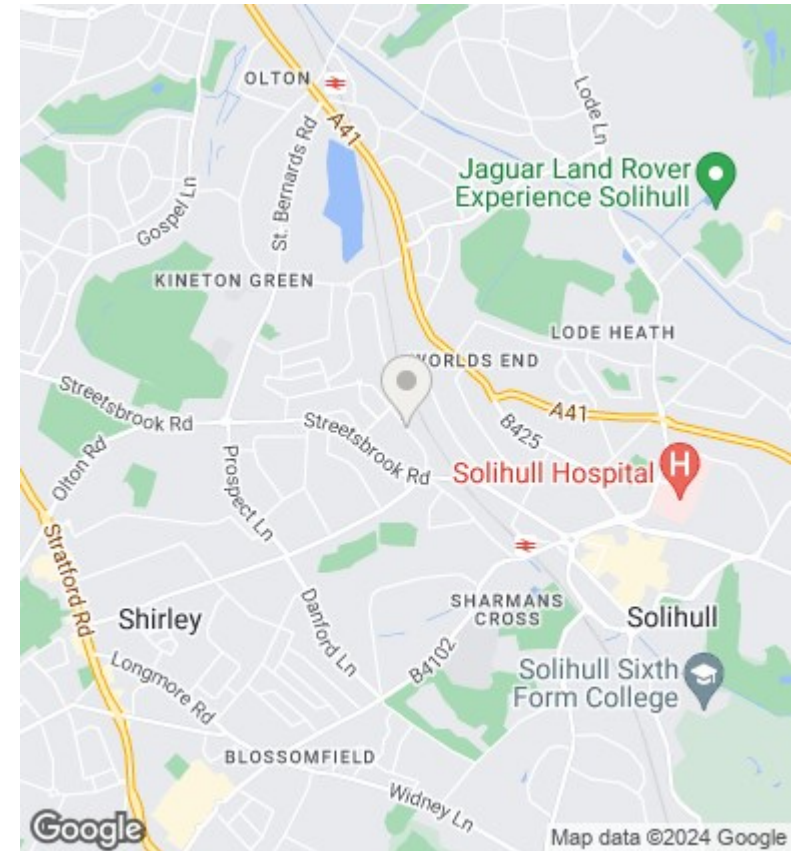 OLTON
A41
Lode Ln
St. Bernards Rd
Gospel Ln
Jaguar Land Rover
Experience Solihull
KINETON GREEN
LODE HEATH
WORLDS END
Streetsbrook Rd
A41
B425
Streetsbrook Rd
Olton Rd
Prospect Ln
Solihull Hospital
H
Stratford Rd
Danford Ln
SHARMANS
CROSS
Shirley
Solihull
B4102
Longmore Rd
Solihull Sixth
Form College
BLOSSOMFIELD
Widney Ln
Google
Map data ©2024 Google